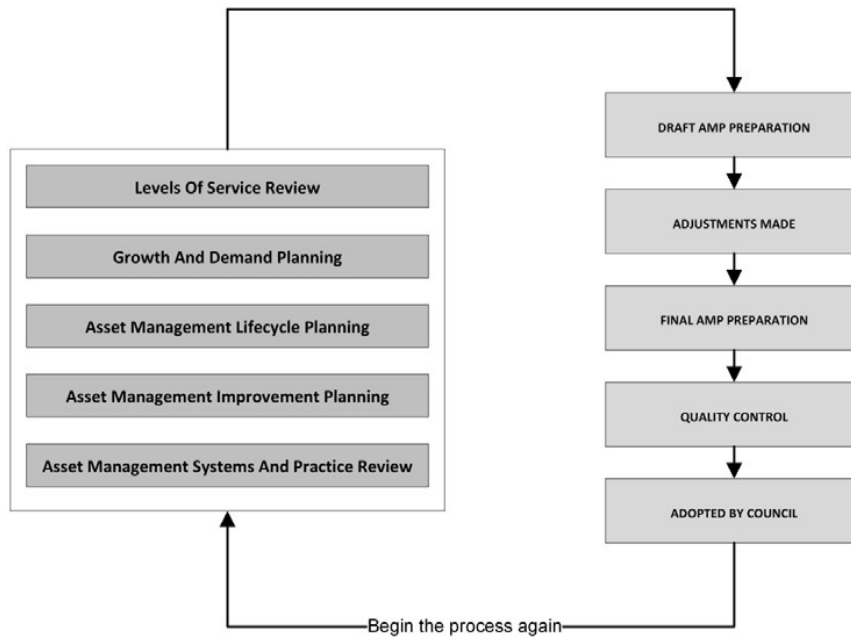 Levels Of Service Review
Growth And Demand Planning
Asset Management Lifecycle Planning
Asset Management Improvement Planning
Asset Management Systems And Practice Review
DRAFT AMP PREPARATION
ADJUSTMENTS MADE
FINAL AMP PREPARATION
QUALITY CONTROL
ADOPTED BY COUNCIL
Begin the process again